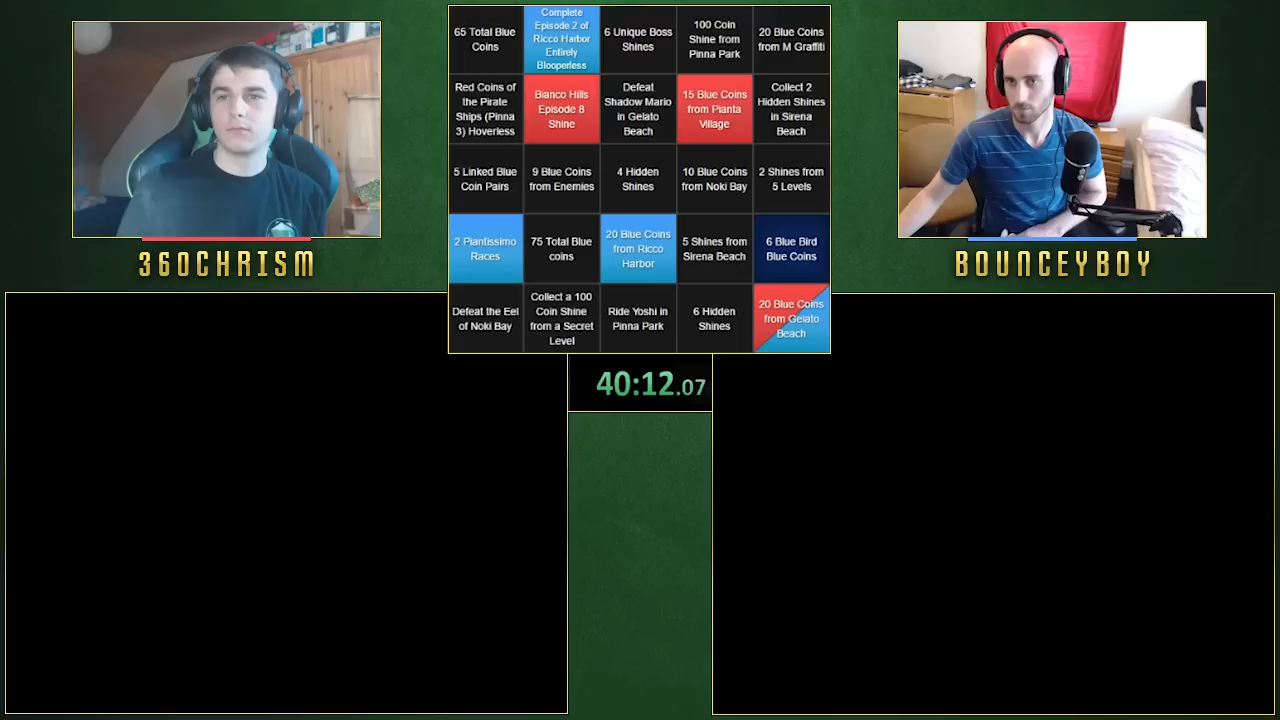 65 Total Blue
Coins
Complete
Episode 2 of
Ricco Harbor
Entirely
Blooperless
6 Unique Boss
Shines
100 Coin
Shine from
Pinna Park
20 Blue Coins
from M Graffiti
Red Coins of
the Pirate
Ships (Pinna
3) Hoverless
Bianco Hills
Episode 8
Shine
Defeat
Shadow Mario
in Gelato
Beach
15 Blue Coins
from Pianta
Village
Collect 2
Hidden Shines
in Sirena
Beach
5 Linked Blue
Coin Pairs
9 Blue Coins
from Enemies
4 Hidden
Shines
10 Blue Coins
from Noki Bay
2 Shines from
5 Levels
2 Piantissimo
Races
75 Total Blue
coins
20 Blue Coins
from Ricco
Harbor
5 Shines from
Sirena Beach
6 Blue Bird
Blue Coins
Defeat the Eel
of Noki Bay
Collect a 100
Coin Shine
from a Secret
Level
Ride Yoshi in
Pinna Park
6 Hidden
Shines
20 Blue Coins
from Gelato
Beach
360CHRISM
BOUNCEYBOY
40:12.07